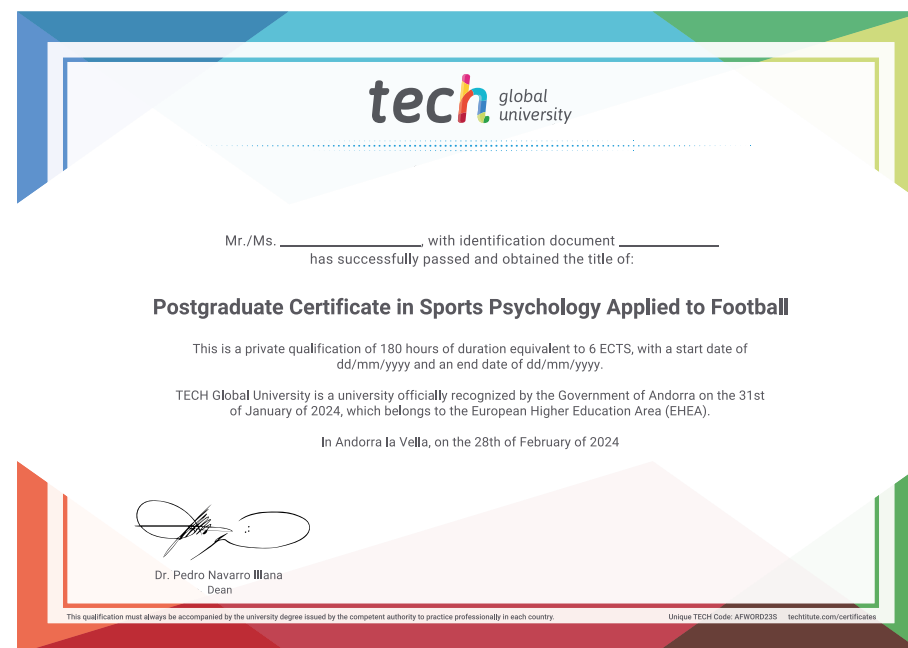 tech global
university
Mr./Ms. ____________________, with identification document ______________
has successfully passed and obtained the title of:
Postgraduate Certificate in Sports Psychology Applied to Football
This is a private qualification of 180 hours of duration equivalent to 6 ECTS, with a start date of
dd/mm/yyyy and an end date of dd/mm/yyyy.
TECH Global University is a university officially recognized by the Government of Andorra on the 31st
of January of 2024, which belongs to the European Higher Education Area (EHEA).
In Andorra la Vella, on the 28th of February of 2024
Dr. Pedro Navarro Illana
Dean
This qualification must always be accompanied by the university degree issued by the competent authority to practice professionally in each country. Unique TECH Code: AFWORD23S techtitute.com/certificates